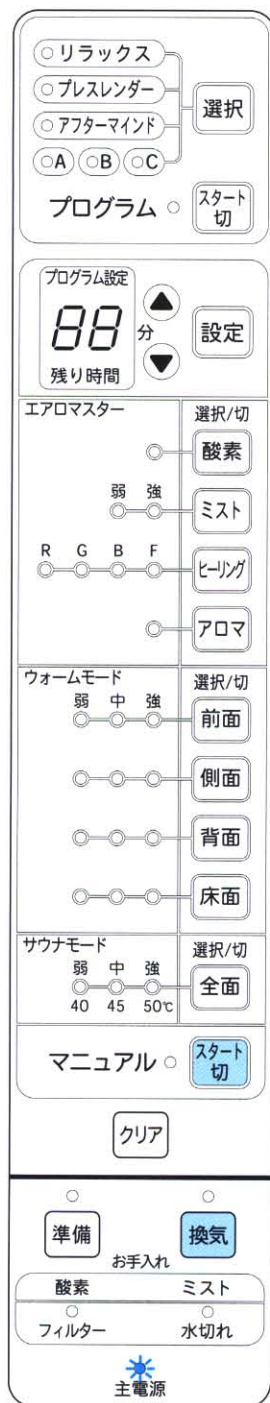 リラックス
プレスレンダー
アフターマインド
選択
A B C
プログラム
スタート
切
プログラム設定
88
分
設定
残り時間
エアロマスター
選択/切
酸素
弱 強
ミスト
R G B F
ヒーリング
アロマ
ウォームモード
選択/切
弱 中 強
前面
側面
背面
床面
サウナモード
選択/切
弱 中 強
全面
40 45 50℃
マニュアル
スタート
切
クリア
準備
換気
お手入れ
酸素 ミスト
フィルター 水切れ
主電源